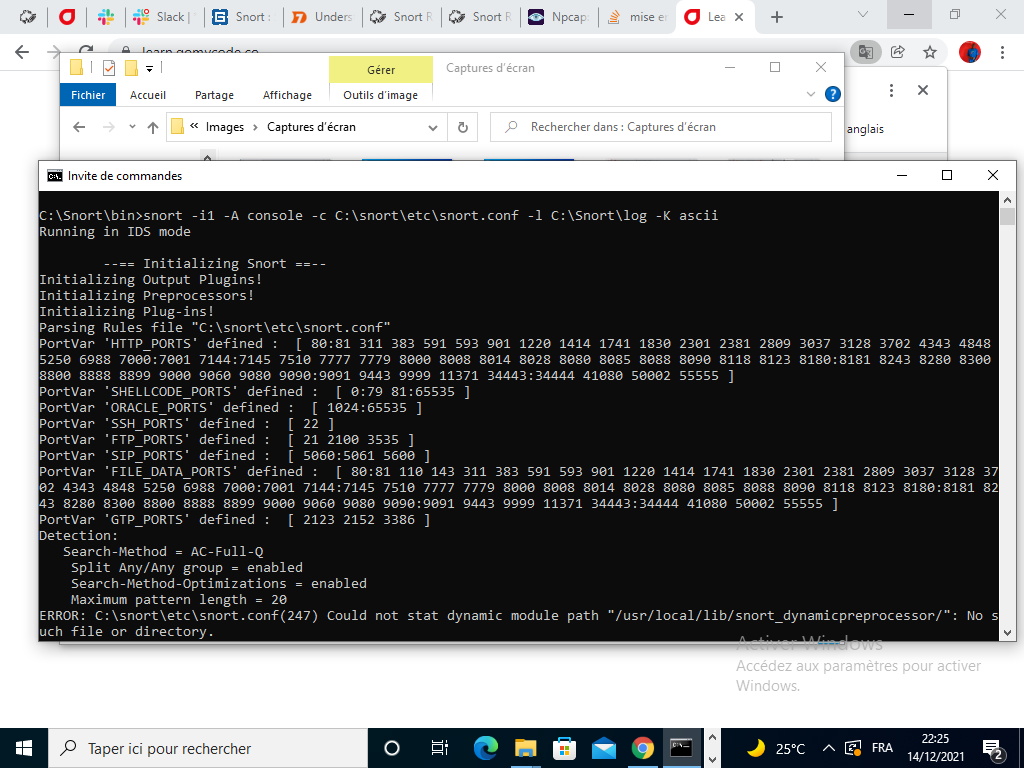 Slack |
Snort :
Unders
Snort R
Snort R
Npcap:
mise e
Lea
learn.gomycode.co
Gérer
Captures d'écran
Fichier
Accueil
Partage
Affichage
Outils d'image
« Images > Captures d'écran
Rechercher dans : Captures d'écran
anglais
Invite de commandes
C:\Snort\bin>snort -i1 -A console -c C:\snort\etc\snort.conf -l C:\Snort\log -K ascii
Running in IDS mode
--== Initializing Snort ==--
Initializing Output Plugins!
Initializing Preprocessors!
Initializing Plug-ins!
Parsing Rules file "C:\snort\etc\snort.conf"
PortVar 'HTTP_PORTS' defined :  [ 80:81 311 383 591 593 901 1220 1414 1741 1830 2301 2381 2809 3037 3128 3702 4343 4848
5250 6988 7000:7001 7144:7145 7510 7777 7779 8000 8008 8014 8028 8080 8085 8088 8090 8118 8123 8180:8181 8243 8280 8300
8800 8888 8899 9000 9060 9080 9090:9091 9443 9999 11371 34443:34444 41080 50002 55555 ]
PortVar 'SHELLCODE_PORTS' defined :  [ 0:79 81:65535 ]
PortVar 'ORACLE_PORTS' defined :  [ 1024:65535 ]
PortVar 'SSH_PORTS' defined :  [ 22 ]
PortVar 'FTP_PORTS' defined :  [ 21 2100 3535 ]
PortVar 'SIP_PORTS' defined :  [ 5060:5061 5600 ]
PortVar 'FILE_DATA_PORTS' defined :  [ 80:81 110 143 311 383 591 593 901 1220 1414 1741 1830 2301 2381 2809 3037 3128 37
02 4343 4848 5250 6988 7000:7001 7144:7145 7510 7777 7779 8000 8008 8014 8028 8080 8085 8088 8090 8118 8123 8180:8181 82
43 8280 8300 8800 8888 8899 9000 9060 9080 9090:9091 9443 9999 11371 34443:34444 41080 50002 55555 ]
PortVar 'GTP_PORTS' defined :  [ 2123 2152 3386 ]
Detection:
Search-Method = AC-Full-Q
Split Any/Any group = enabled
Search-Method-Optimizations = enabled
Maximum pattern length = 20
ERROR: C:\snort\etc\snort.conf(247) Could not stat dynamic module path "/usr/local/lib/snort_dynamicpreprocessor/": No s
uch file or directory.
Activer Windows
Accédez aux paramètres pour activer
Windows.
Taper ici pour rechercher
25°C
FRA
22:25
14/12/2021
2